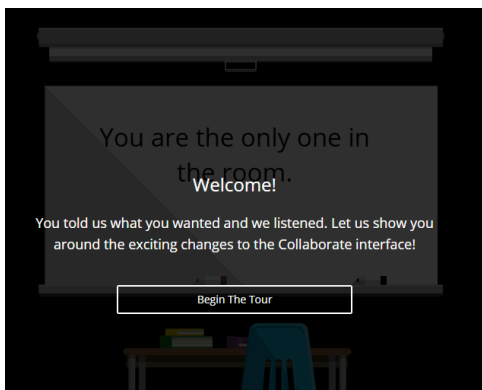 You are the only one in
the room.
Welcome!
You told us what you wanted and we listened. Let us show you
around the exciting changes to the Collaborate interface!
Begin The Tour